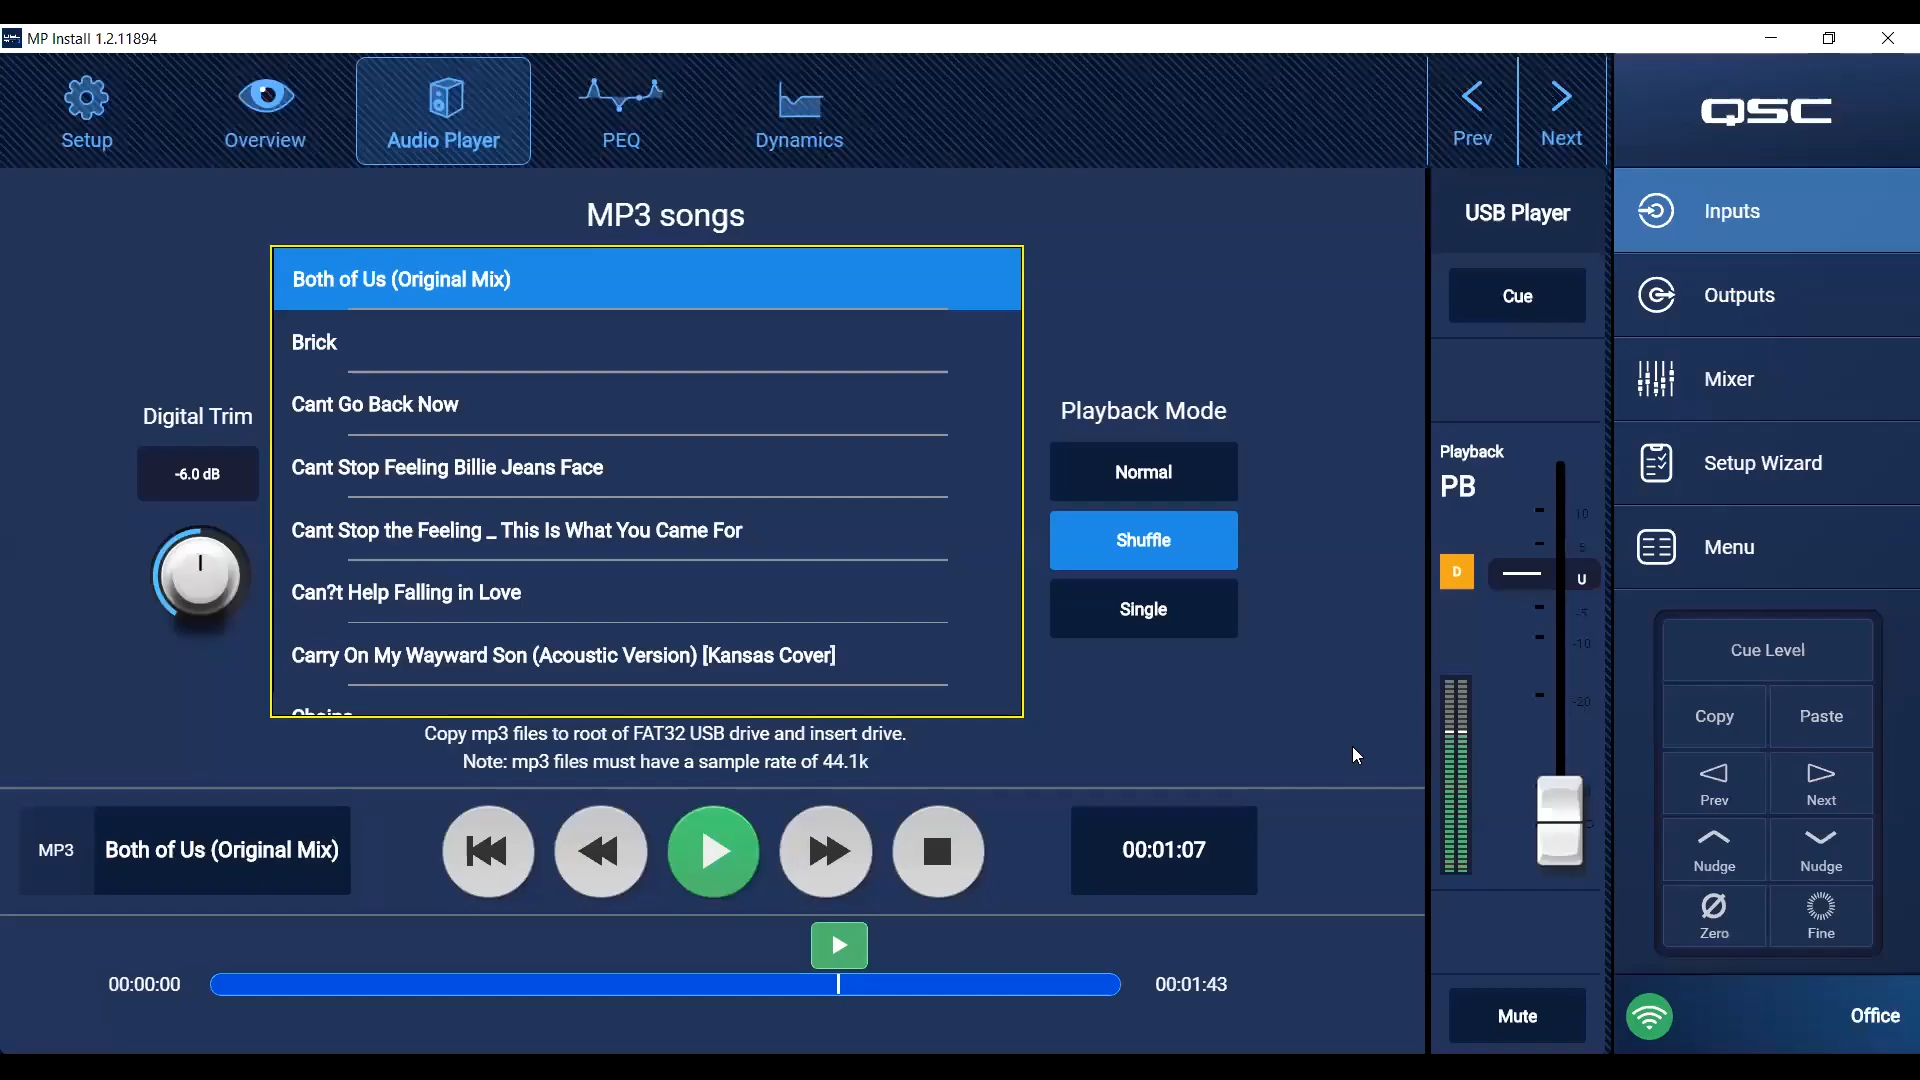 MP Install 1.2.11894
Setup
Overview
Audio Player
PEQ
Dynamics
Prev
Next
QSC
MP3 songs
USB Player
Inputs
Both of Us (Original Mix)
Cue
Outputs
Brick
Mixer
Cant Go Back Now
Digital Trim
Playback Mode
-6.0 dB
Cant Stop Feeling Billie Jeans Face
Normal
Playback
PB
Setup Wizard
10
5
Cant Stop the Feeling _ This Is What You Came For
Shuffle
Menu
D
U
Can?t Help Falling in Love
Single
-5
-10
Carry On My Wayward Son (Acoustic Version) [Kansas Cover]
Cue Level
-20
Copy
Paste
Copy mp3 files to root of FAT32 USB drive and insert drive.
Note: mp3 files must have a sample rate of 44.1k
Prev
Next
MP3
Both of Us (Original Mix)
00:01:07
Nudge
Nudge
Zero
Fine
00:00:00
00:01:43
Mute
Office